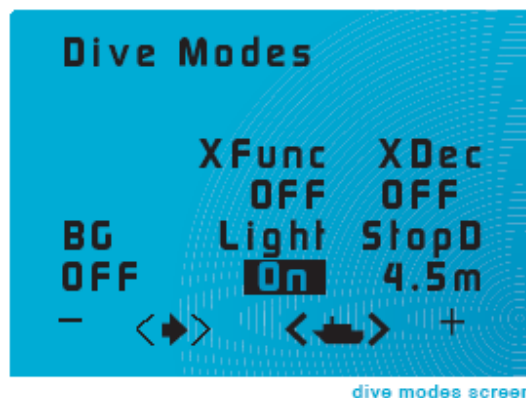 Dive Modes
XFunc XDec
OFF OFF
BG Light StopD
OFF On 4.5m
- < > < > +
dive modes screen